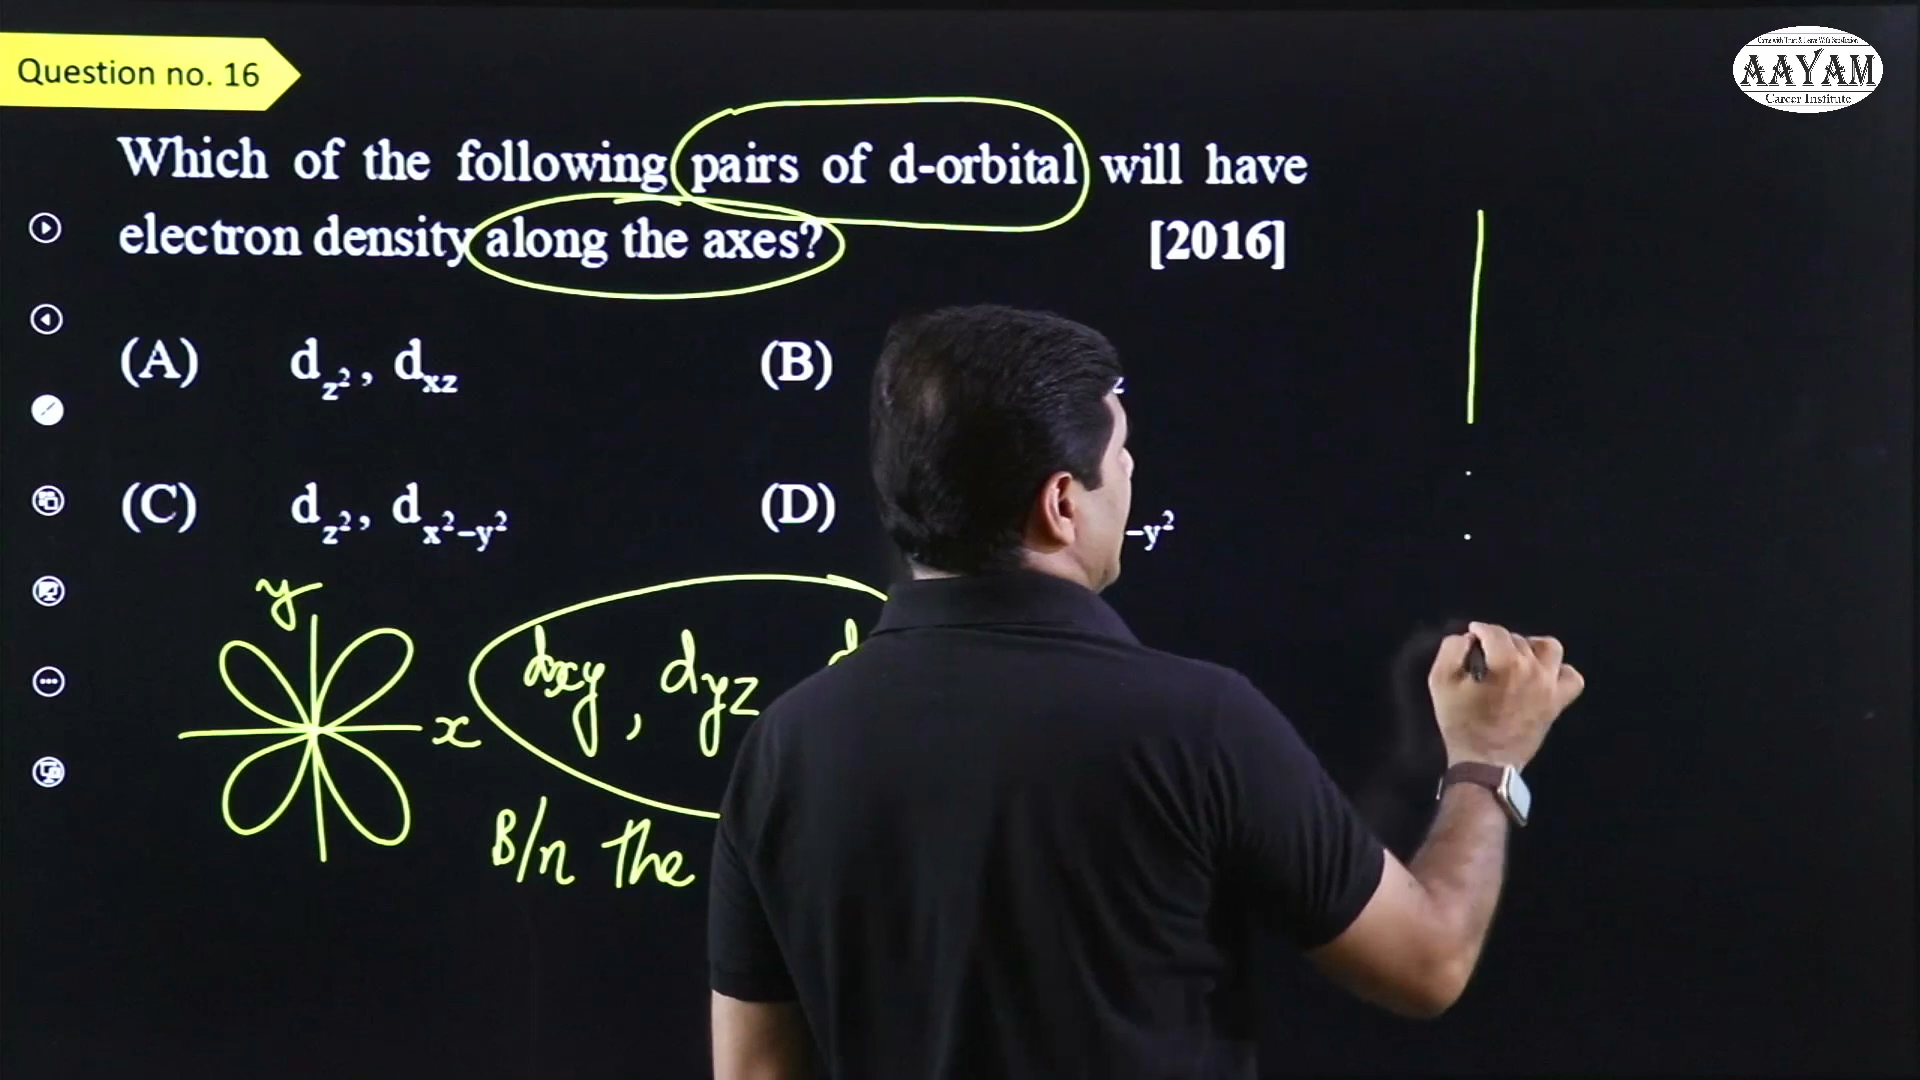 Question no. 16
AAYAM
Career Institute
Which of the following pairs of d-orbital will have
electron density along the axes? [2016]
(A) d_z², d_xz (B) z
(C) d_z², d_x²−y² (D) −y²
y
x
dxy, dyz d
B/n the